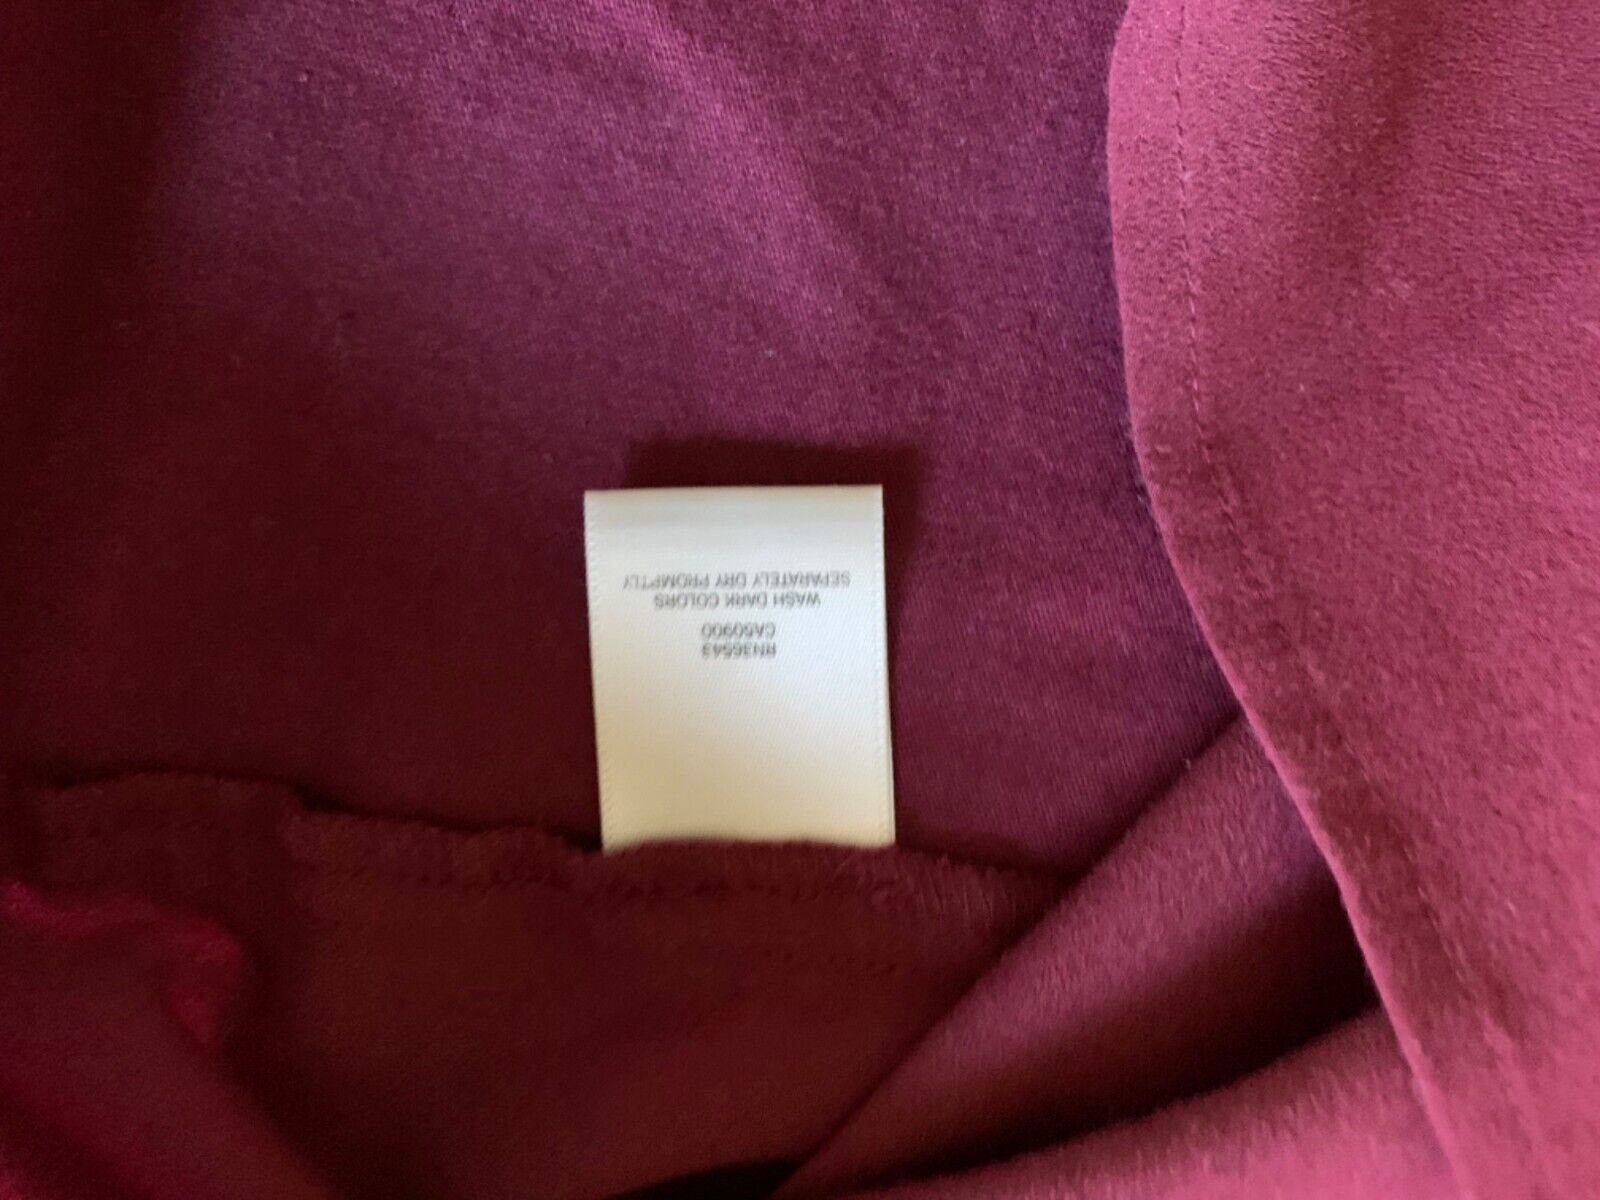 RN36543
CA50900
WASH DARK COLORS
SEPARATELY DRY PROMPTLY